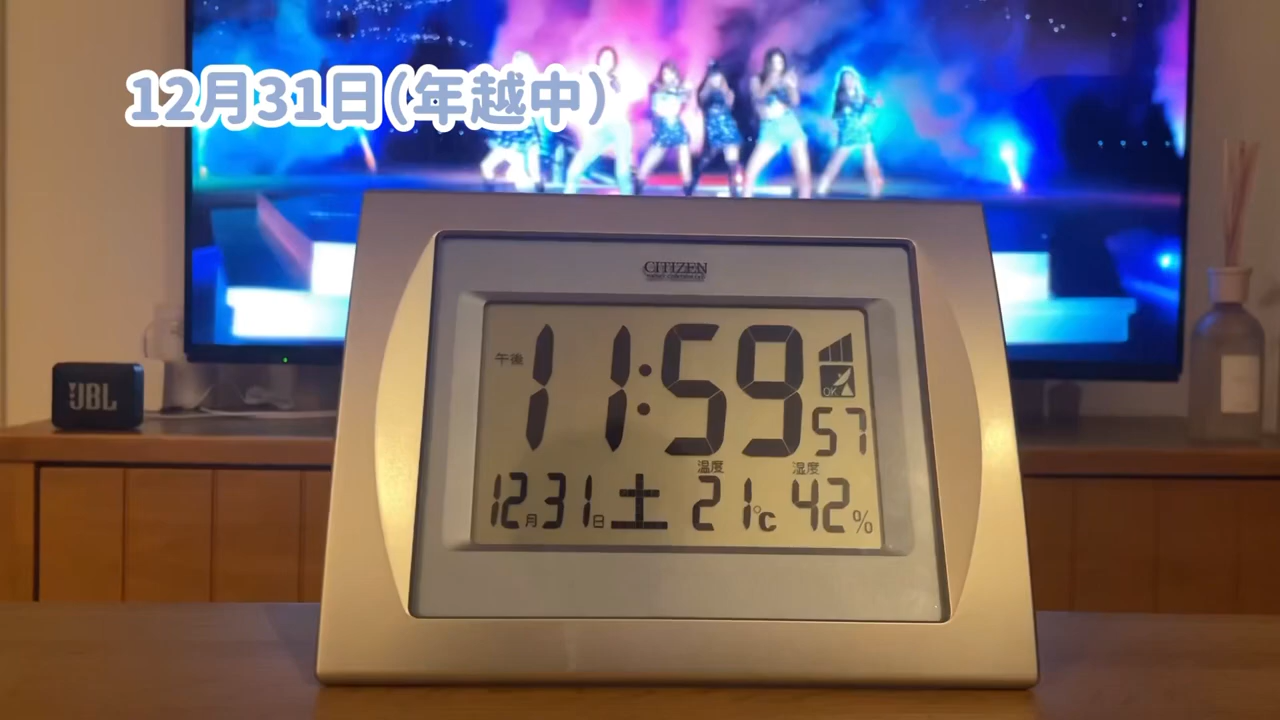 12月31日(年越中)
CITIZEN
午後 11:59 57
OK
温度 湿度
12月31日 土 21℃ 42%
JBL